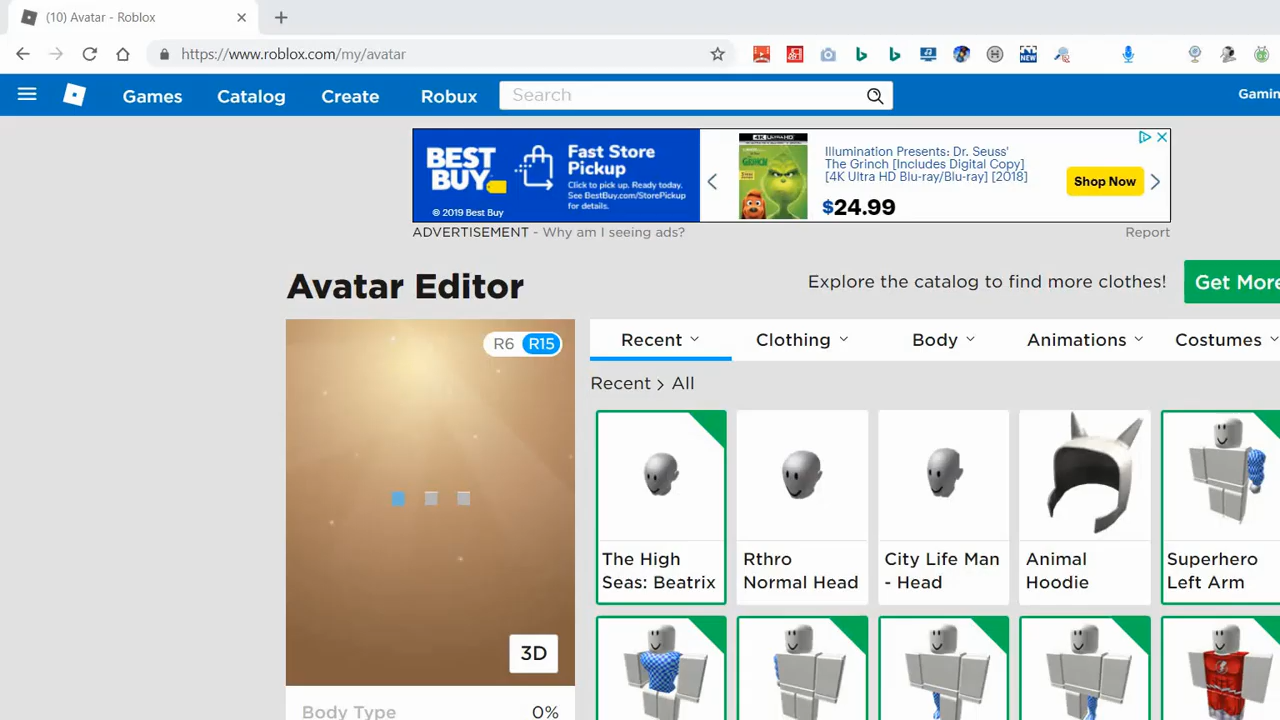 (10) Avatar - Roblox
https://www.roblox.com/my/avatar
NEW
Games
Catalog
Create
Robux
Search
Gamin
BEST BUY
Fast Store
Pickup
Click to pick up. Ready today.
See BestBuy.com/StorePickup
for details.
© 2019 Best Buy
Illumination Presents: Dr. Seuss'
The Grinch [Includes Digital Copy]
[4K Ultra HD Blu-ray/Blu-ray] [2018]
$24.99
Shop Now
ADVERTISEMENT - Why am I seeing ads?
Report
Avatar Editor
Explore the catalog to find more clothes!
Get More
R6 R15
3D
Body Type 0%
Recent
Clothing
Body
Animations
Costumes
Recent > All
The High
Seas: Beatrix
Rthro
Normal Head
City Life Man
- Head
Animal
Hoodie
Superhero
Left Arm